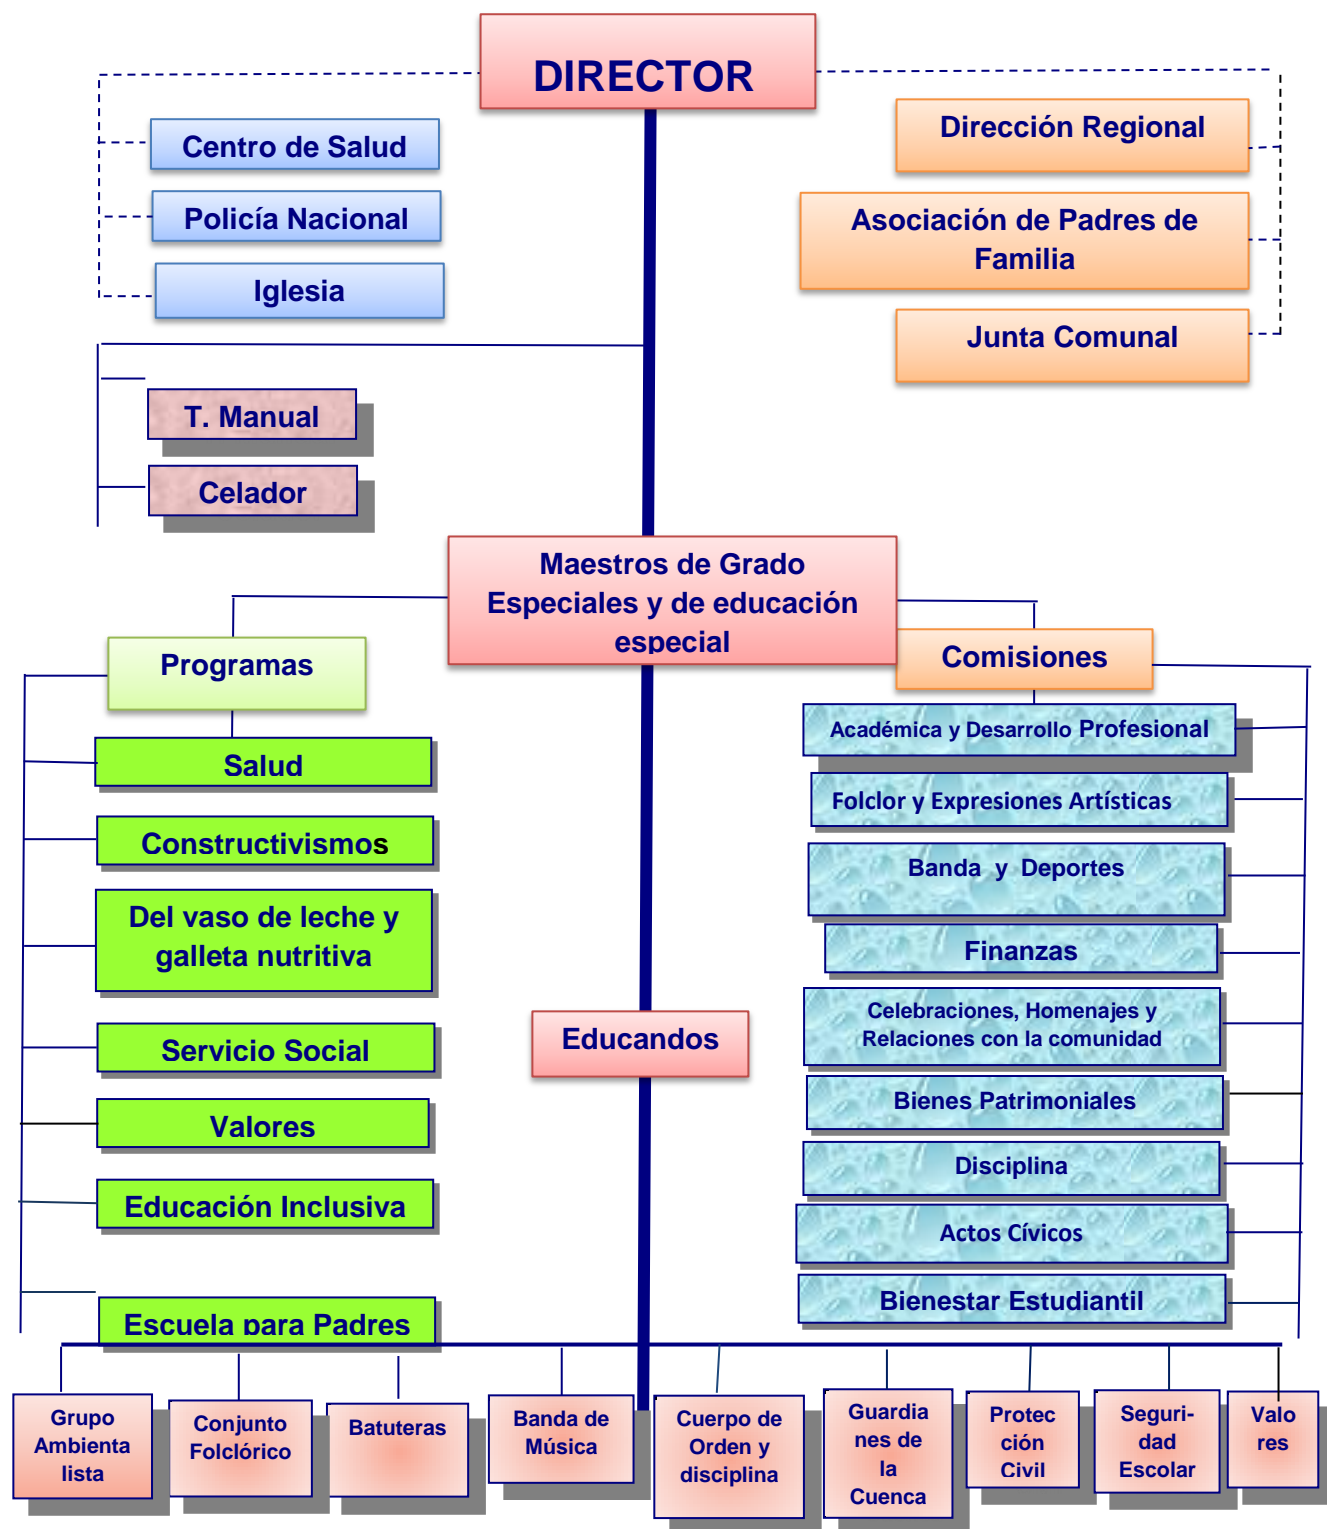 DIRECTOR
Centro de Salud
Policía Nacional
Iglesia
Dirección Regional
Asociación de Padres de
Familia
Junta Comunal
T. Manual
Celador
Maestros de Grado
Especiales y de educación
especial
Programas
Salud
Constructivismos
Del vaso de leche y
galleta nutritiva
Servicio Social
Valores
Educación Inclusiva
Escuela para Padres
Educandos
Comisiones
Académica y Desarrollo Profesional
Folclor y Expresiones Artísticas
Banda y Deportes
Finanzas
Celebraciones, Homenajes y
Relaciones con la comunidad
Bienes Patrimoniales
Disciplina
Actos Cívicos
Bienestar Estudiantil
Grupo
Ambienta
lista
Conjunto
Folclórico
Batuteras
Banda de
Música
Cuerpo de
Orden y
disciplina
Guardia
nes de
la
Cuenca
Protec
ción
Civil
Seguri-
dad
Escolar
Valo
res